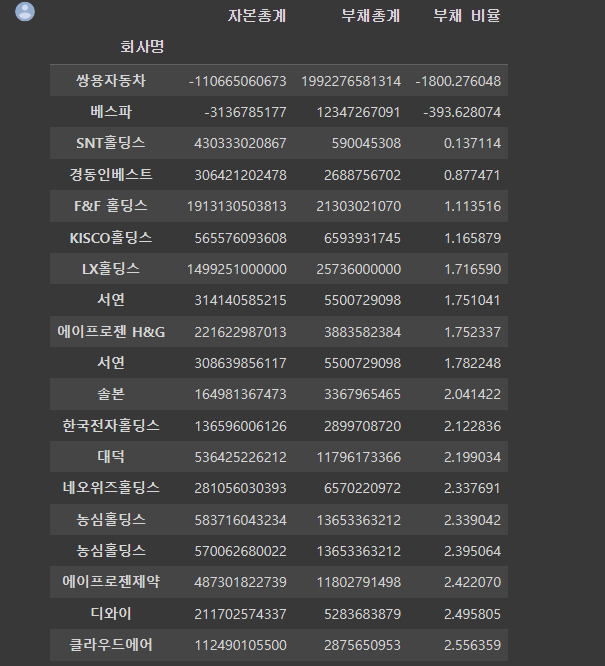 자본총계 부채총계 부채 비율
회사명
쌍용자동차 -110665060673 1992276581314 -1800.276048
베스파 -3136785177 12347267091 -393.628074
SNT홀딩스 430333020867 590045308 0.137114
경동인베스트 306421202478 2688756702 0.877471
F&F 홀딩스 1913130503813 21303021070 1.113516
KISCO홀딩스 565576093608 6593931745 1.165879
LX홀딩스 1499251000000 25736000000 1.716590
서연 314140585215 5500729098 1.751041
에이프로젠 H&G 221622987013 3883582384 1.752337
서연 308639856117 5500729098 1.782248
솔본 164981367473 3367965465 2.041422
한국전자홀딩스 136596006126 2899708720 2.122836
대덕 536425226212 11796173366 2.199034
네오위즈홀딩스 281056030393 6570220972 2.337691
농심홀딩스 583716043234 13653363212 2.339042
농심홀딩스 570062680022 13653363212 2.395064
에이프로젠제약 487301822739 11802791498 2.422070
디와이 211702574337 5283683879 2.495805
클라우드에어 112490105500 2875650953 2.556359